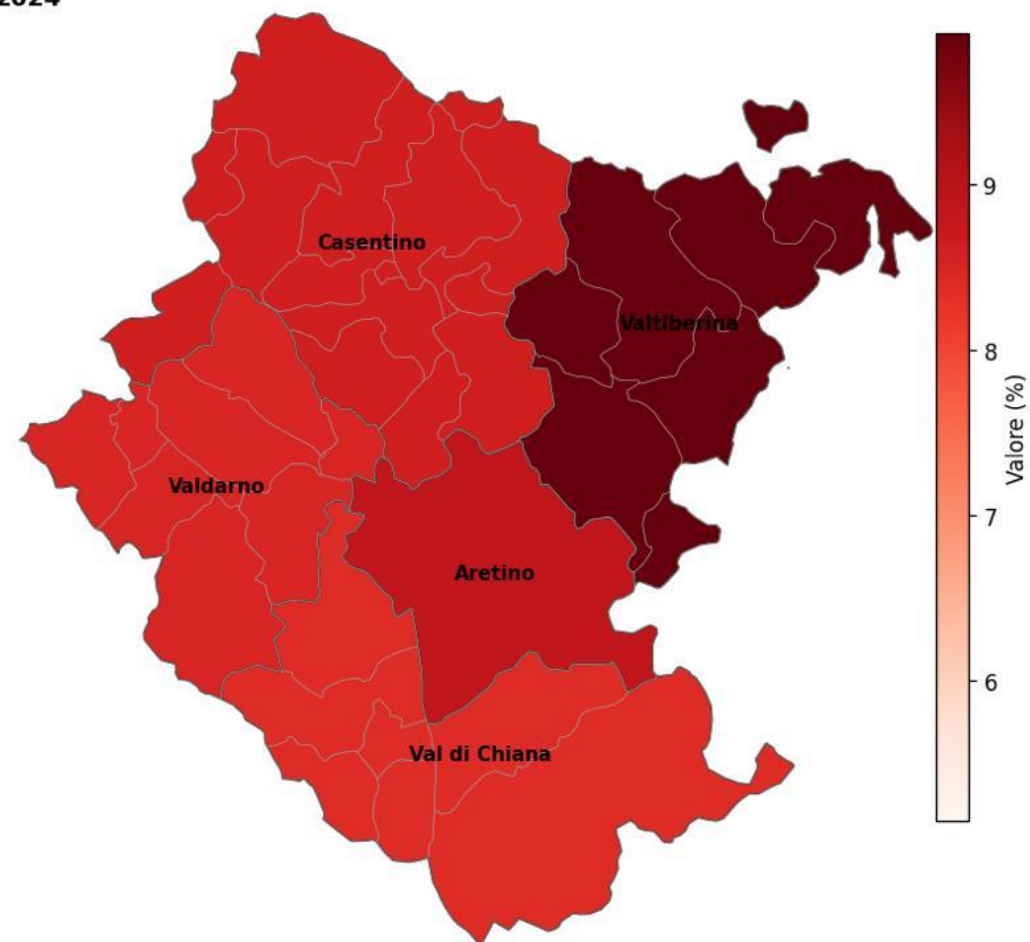 2024
Casentino
Valtiberina
Valdarno
Aretino
Val di Chiana
9
8
7
6
Valore (%)